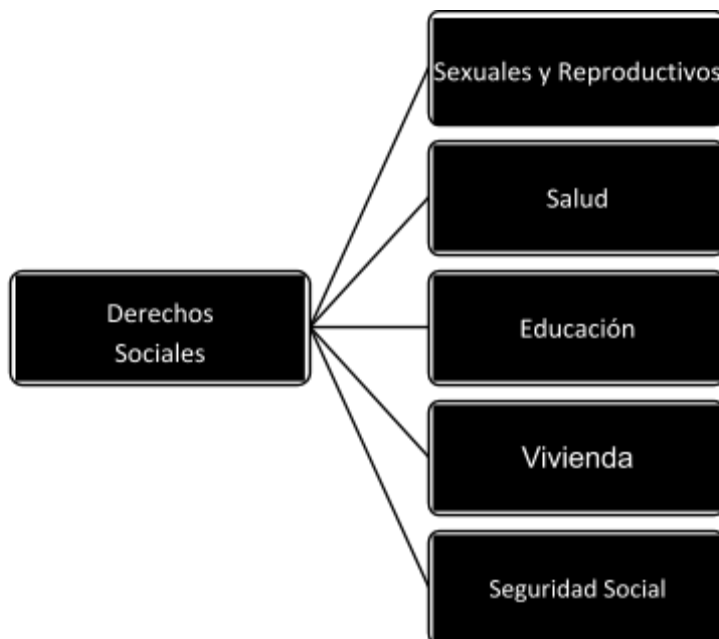 Derechos
Sociales
Sexuales y Reproductivos
Salud
Educación
Vivienda
Seguridad Social